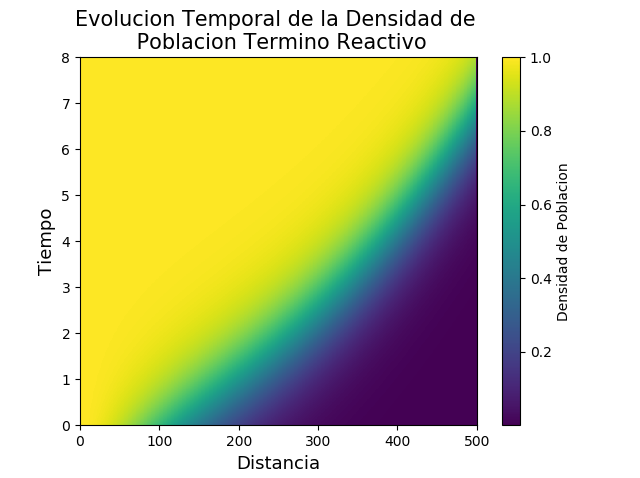 Evolucion Temporal de la Densidad de
Poblacion Termino Reactivo
8
7
6
5
4
3
2
1
0
Tiempo
0 100 200 300 400 500
Distancia
1.0
0.8
0.6
0.4
0.2
Densidad de Poblacion